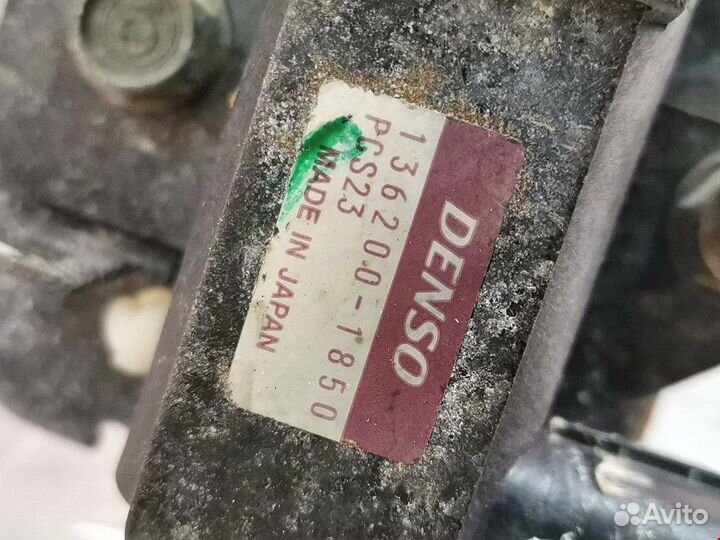 DENSO
136200-1850
PCS23
MADE IN JAPAN
Avito